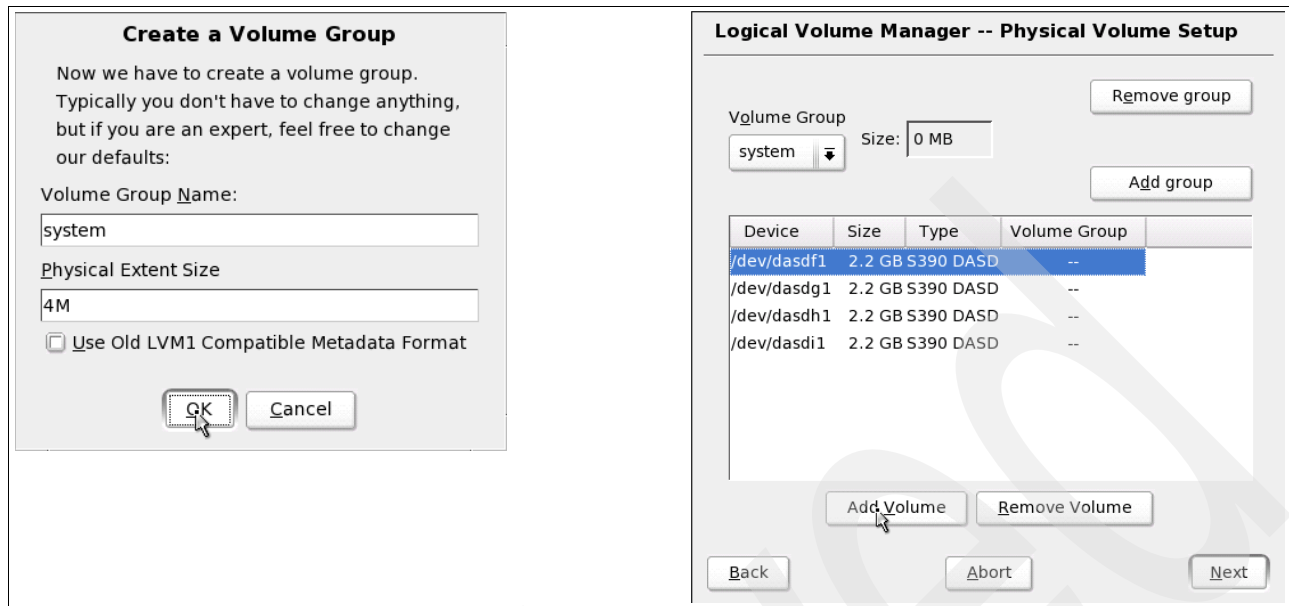 Create a Volume Group
Now we have to create a volume group.
Typically you don't have to change anything,
but if you are an expert, feel free to change
our defaults:
Volume Group Name:
system
Physical Extent Size
4M
Use Old LVM1 Compatible Metadata Format
OK Cancel
Logical Volume Manager -- Physical Volume Setup
Remove group
Volume Group
system Size: 0 MB
Add group
Device Size Type Volume Group
/dev/dasdf1 2.2 GB S390 DASD --
/dev/dasdg1 2.2 GB S390 DASD --
/dev/dasdh1 2.2 GB S390 DASD --
/dev/dasdi1 2.2 GB S390 DASD --
Add Volume Remove Volume
Back Abort Next